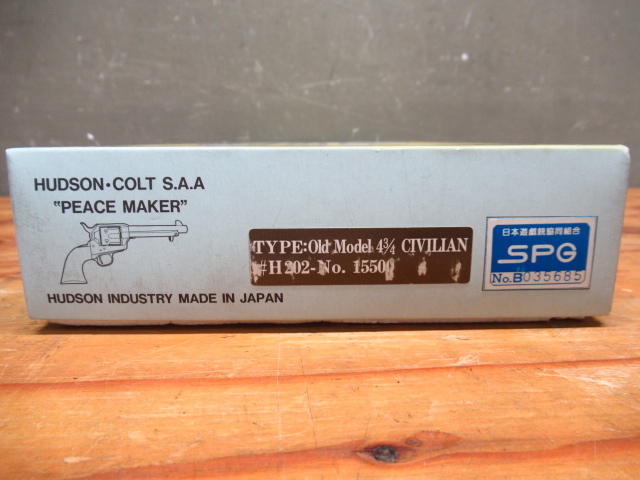 HUDSON•COLT S.A.A
"PEACE MAKER"
HUDSON INDUSTRY MADE IN JAPAN
TYPE:Old Model 4¾ CIVILIAN
#H202-No. 15500
日本遊戯銃協同組合
SPG
No.B035685